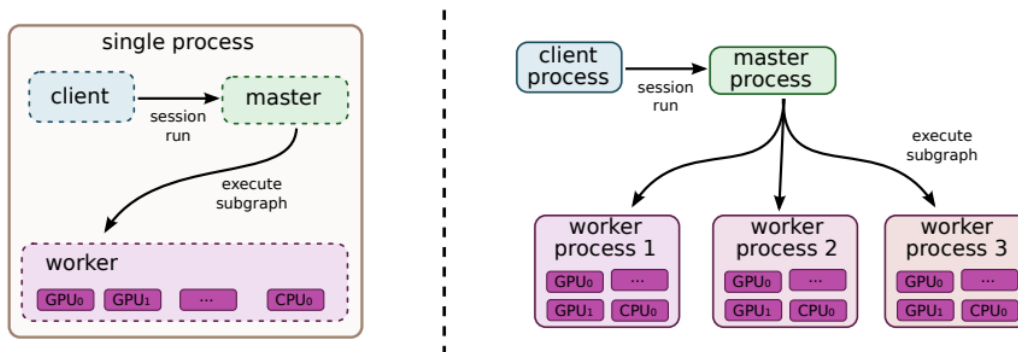 single process
client
master
session
run
execute
subgraph
worker
GPU₀
GPU₁
...
CPU₀
client
process
master
process
session
run
execute
subgraph
worker
process 1
GPU₀
...
GPU₁
CPU₀
worker
process 2
GPU₀
...
GPU₁
CPU₀
worker
process 3
GPU₀
...
GPU₁
CPU₀